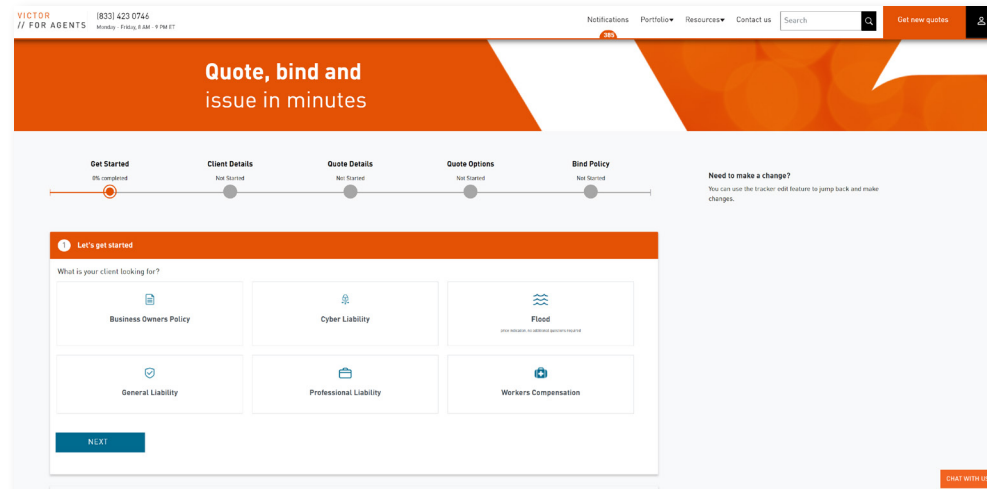 VICTOR
// FOR AGENTS
(833) 423 0746
Monday - Friday, 8 AM - 9 PM ET
Notifications
385
Portfolio▾
Resources▾
Contact us
Search
Get new quotes
Quote, bind and
issue in minutes
Get Started
0% completed
Client Details
Not Started
Quote Details
Not Started
Quote Options
Not Started
Bind Policy
Not Started
Need to make a change?
You can use the tracker edit feature to jump back and make
changes.
1 Let's get started
What is your client looking for?
Business Owners Policy
Cyber Liability
Flood
General Liability
Professional Liability
Workers Compensation
NEXT
CHAT WITH US